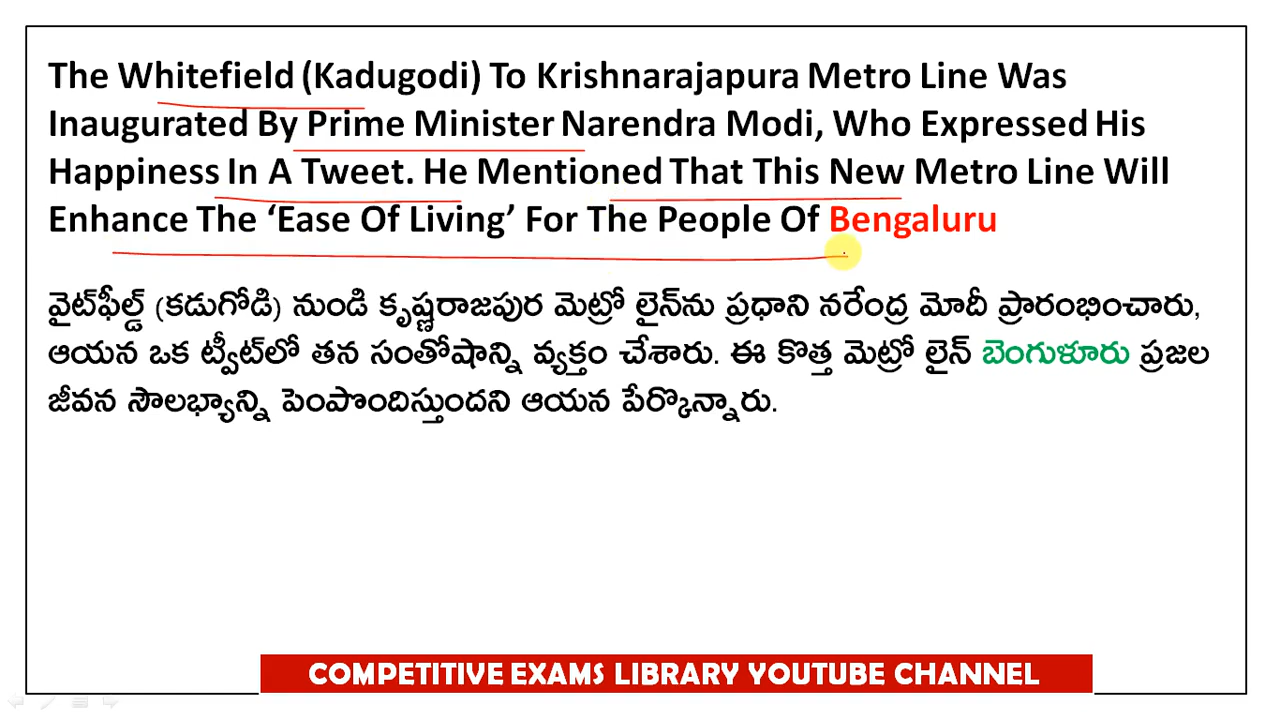 The Whitefield (Kadugodi) To Krishnarajapura Metro Line Was
Inaugurated By Prime Minister Narendra Modi, Who Expressed His
Happiness In A Tweet. He Mentioned That This New Metro Line Will
Enhance The ‘Ease Of Living’ For The People Of Bengaluru
వైట్‌ఫీల్డ్ (కడుగోడి) నుండి కృష్ణరాజపుర మెట్రో లైన్‌ను ప్రధాని నరేంద్ర మోదీ ప్రారంభించారు,
ఆయన ఒక ట్వీట్‌లో తన సంతోషాన్ని వ్యక్తం చేశారు. ఈ కొత్త మెట్రో లైన్ బెంగుళూరు ప్రజల
జీవన సౌలభ్యాన్ని పెంపొందిస్తుందని ఆయన పేర్కొన్నారు.
COMPETITIVE EXAMS LIBRARY YOUTUBE CHANNEL